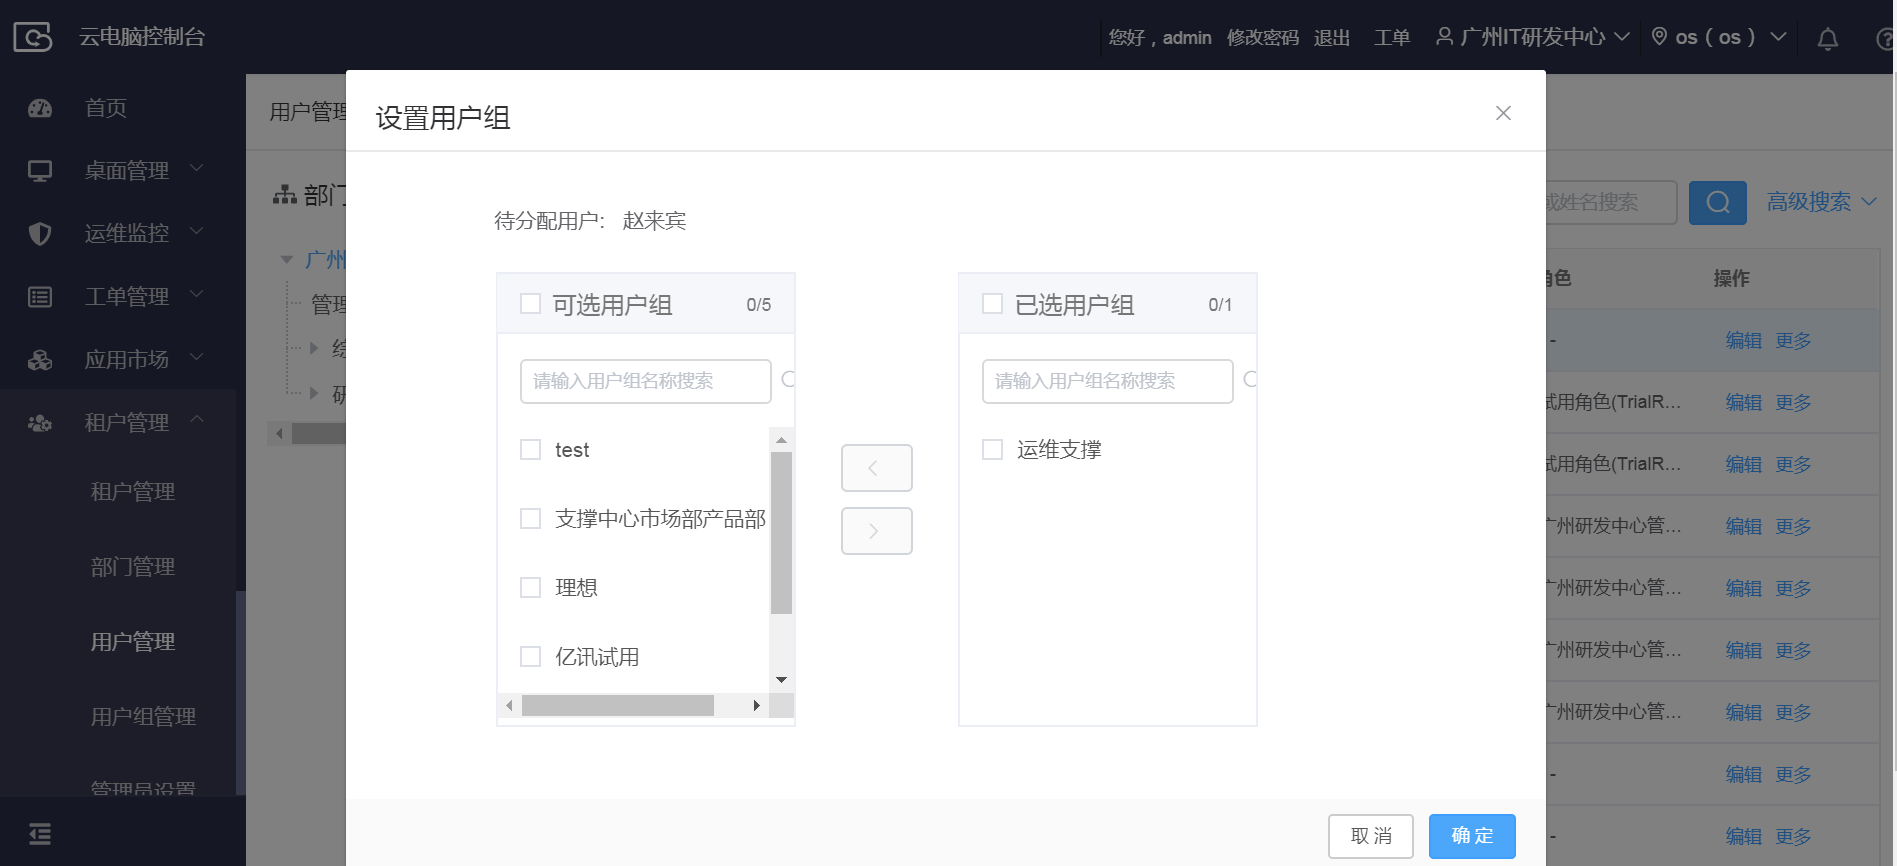 云电脑控制台
您好，admin 修改密码 退出 工单 广州IT研发中心 os（os）
首页
桌面管理
运维监控
工单管理
应用市场
租户管理
租户管理
部门管理
用户管理
用户组管理
管理员设置
用户管理
部门
广州
管理
综
研
设置用户组
待分配用户： 赵来宾
可选用户组 0/5
请输入用户组名称搜索
test
支撑中心市场部产品部
理想
亿讯试用
已选用户组 0/1
请输入用户组名称搜索
运维支撑
取消 确定
或姓名搜索 高级搜索
角色 操作
- 编辑 更多
试用角色(TrialR... 编辑 更多
试用角色(TrialR... 编辑 更多
广州研发中心管... 编辑 更多
广州研发中心管... 编辑 更多
广州研发中心管... 编辑 更多
广州研发中心管... 编辑 更多
- 编辑 更多
- 编辑 更多